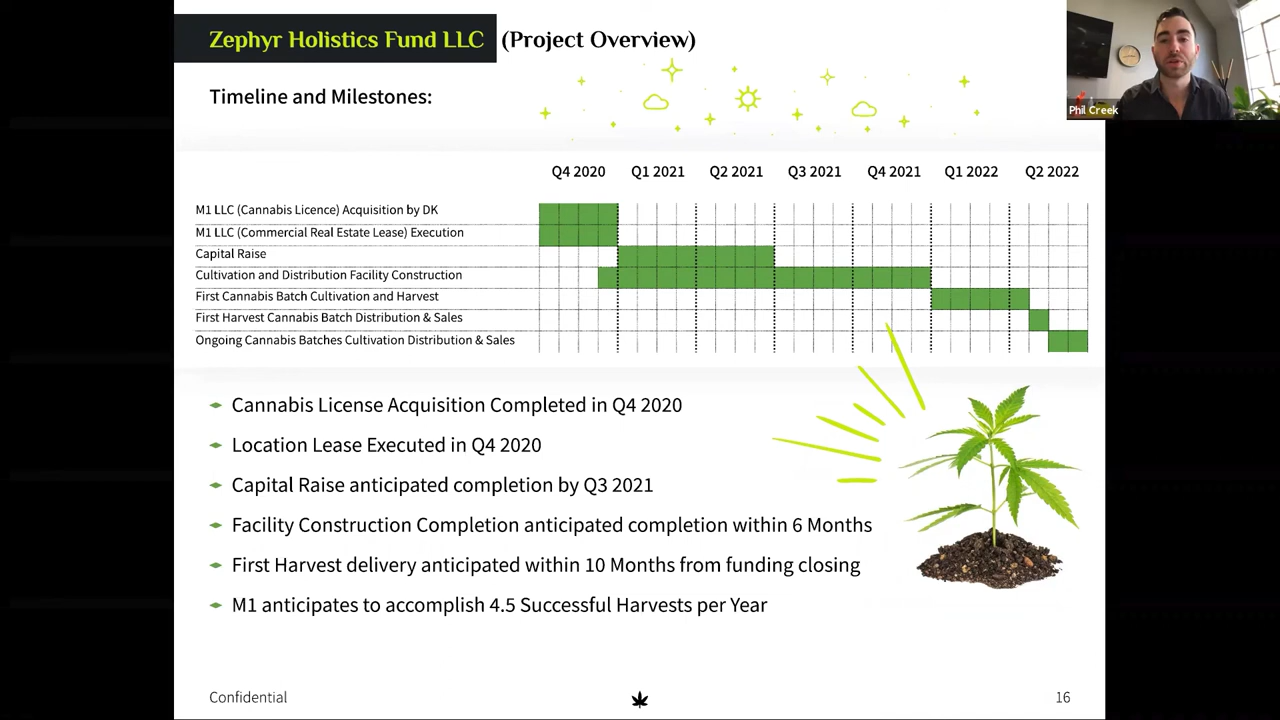 Zephyr Holistics Fund LLC (Project Overview)
Phil Creek
Timeline and Milestones:
Q4 2020 Q1 2021 Q2 2021 Q3 2021 Q4 2021 Q1 2022 Q2 2022
M1 LLC (Cannabis Licence) Acquisition by DK
M1 LLC (Commercial Real Estate Lease) Execution
Capital Raise
Cultivation and Distribution Facility Construction
First Cannabis Batch Cultivation and Harvest
First Harvest Cannabis Batch Distribution & Sales
Ongoing Cannabis Batches Cultivation Distribution & Sales
Cannabis License Acquisition Completed in Q4 2020
Location Lease Executed in Q4 2020
Capital Raise anticipated completion by Q3 2021
Facility Construction Completion anticipated completion within 6 Months
First Harvest delivery anticipated within 10 Months from funding closing
M1 anticipates to accomplish 4.5 Successful Harvests per Year
Confidential
16